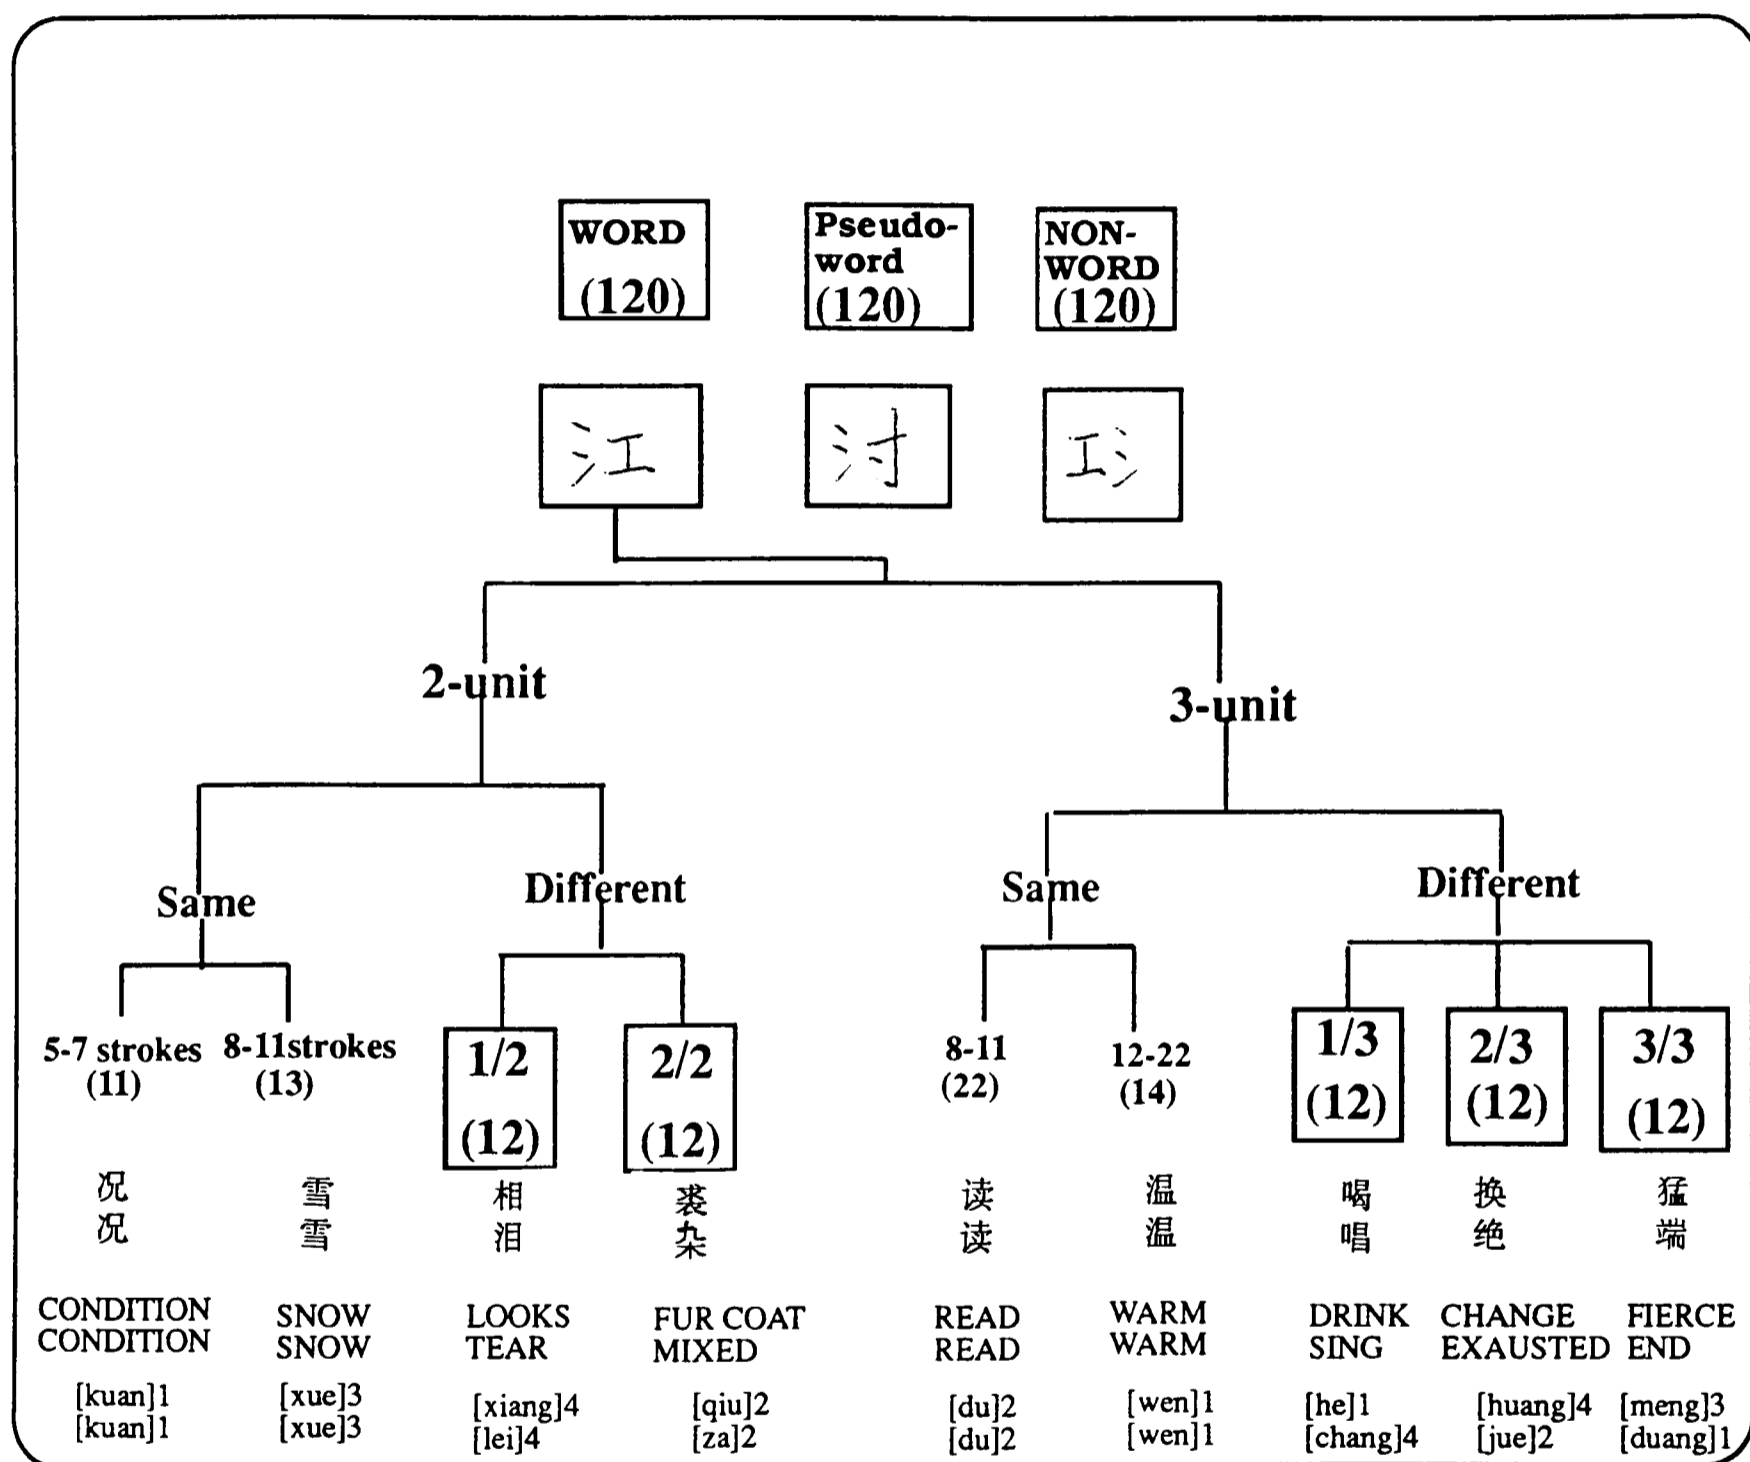 WORD
(120)
Pseudo-
word
(120)
NON-
WORD
(120)
江
2-unit
3-unit
Same
Different
Same
Different
5-7 strokes
(11)
8-11strokes
(13)
1/2
(12)
2/2
(12)
8-11
(22)
12-22
(14)
1/3
(12)
2/3
(12)
3/3
(12)
况 雪 相 裘 读 温 喝 换 猛
况 雪 泪 杂 读 温 唱 绝 端
CONDITION SNOW LOOKS FUR COAT READ WARM DRINK CHANGE FIERCE
CONDITION SNOW TEAR MIXED READ WARM SING EXAUSTED END
[kuan]1 [xue]3 [xiang]4 [qiu]2 [du]2 [wen]1 [he]1 [huang]4 [meng]3
[kuan]1 [xue]3 [lei]4 [za]2 [du]2 [wen]1 [chang]4 [jue]2 [duang]1